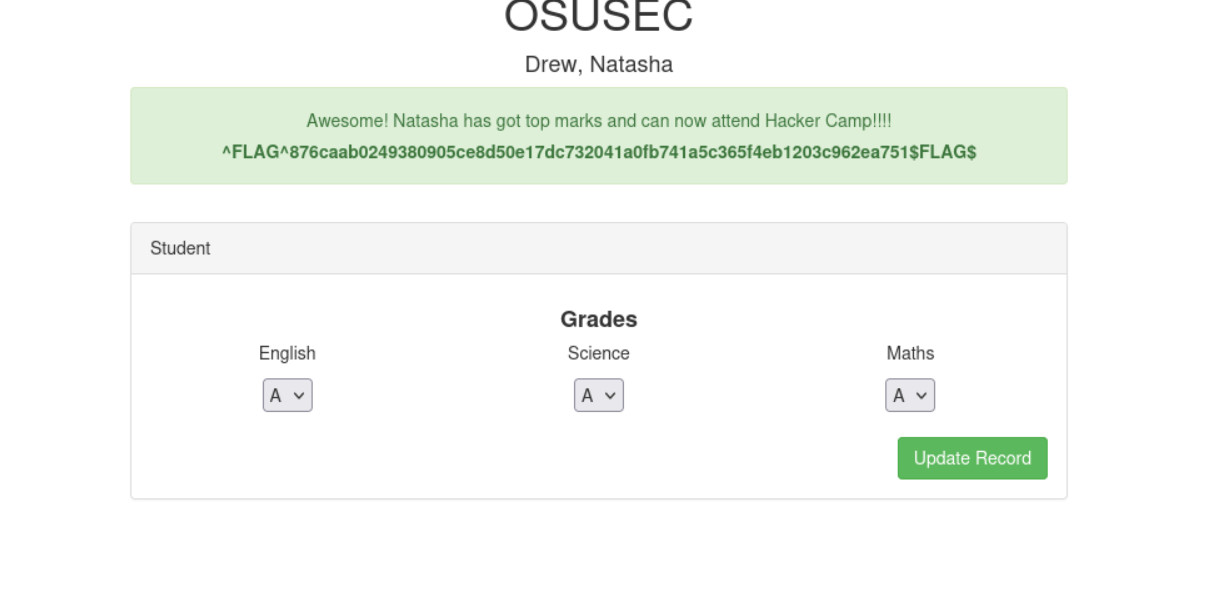 OSUSEC
Drew, Natasha
Awesome! Natasha has got top marks and can now attend Hacker Camp!!!!
^FLAG^876caab0249380905ce8d50e17dc732041a0fb741a5c365f4eb1203c962ea751$FLAG$
Student
Grades
English Science Maths
A A A
Update Record